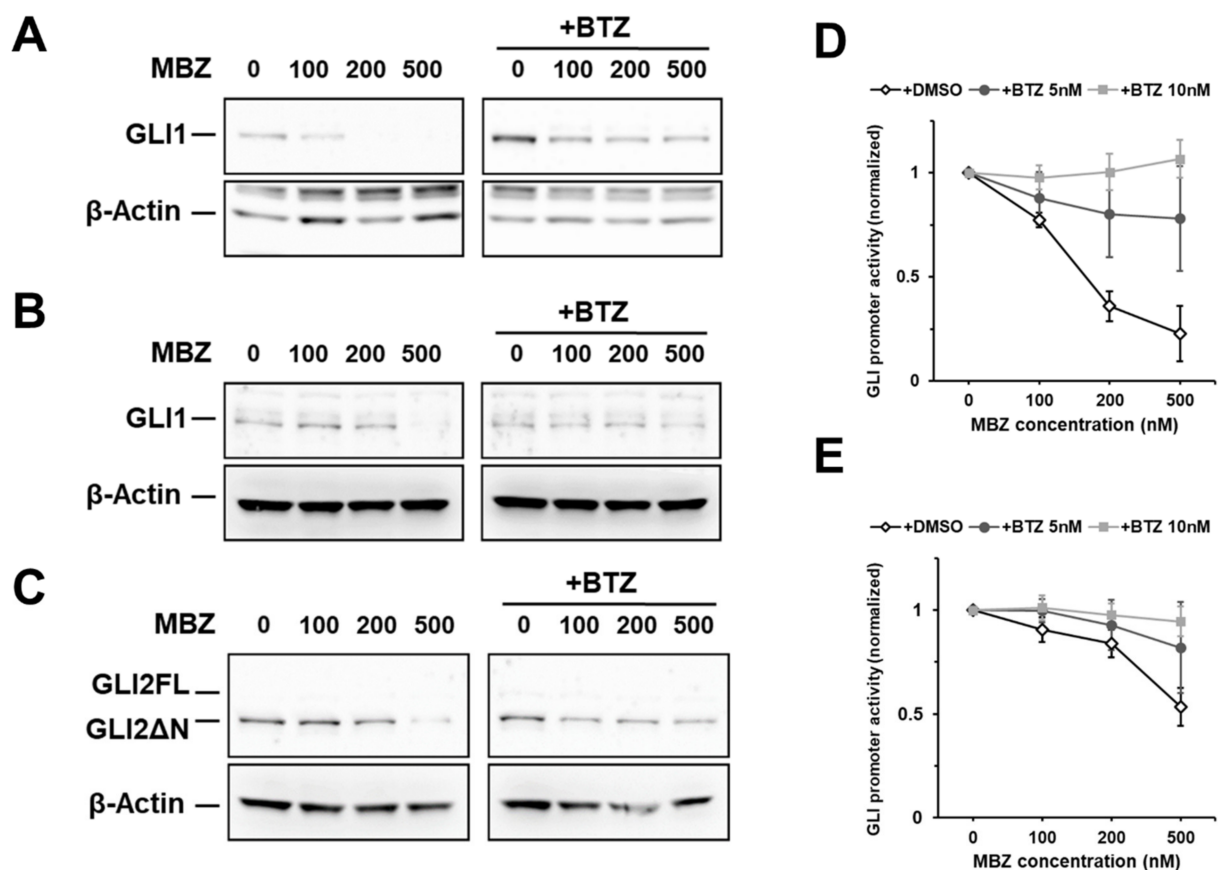 A
+BTZ
MBZ 0 100 200 500 0 100 200 500
GLI1
β-Actin
B
+BTZ
MBZ 0 100 200 500 0 100 200 500
GLI1
β-Actin
C
+BTZ
MBZ 0 100 200 500 0 100 200 500
GLI2FL
GLI2ΔN
β-Actin
D
+DMSO +BTZ 5nM +BTZ 10nM
GLI promoter activity (normalized)
1
0.5
0
0 100 200 500
MBZ concentration (nM)
E
+DMSO +BTZ 5nM +BTZ 10nM
GLI promoter activity (normalized)
1
0.5
0
0 100 200 500
MBZ concentration (nM)